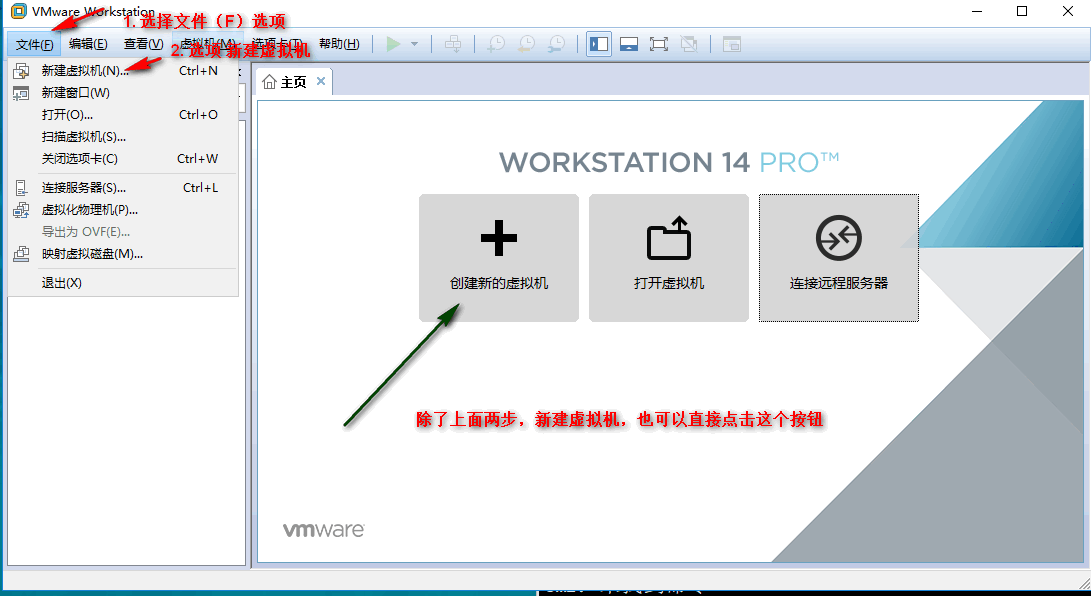 VMware Workstation
1. 选择文件（F）选项
文件(F) 编辑(E) 查看(V) 虚拟机(M) 选项卡(T) 帮助(H)
2. 选项 新建虚拟机
新建虚拟机(N)... Ctrl+N
新建窗口(W)
打开(O)... Ctrl+O
扫描虚拟机(S)...
关闭选项卡(C) Ctrl+W
连接服务器(S)... Ctrl+L
虚拟化物理机(P)...
导出为 OVF(E)...
映射虚拟磁盘(M)...
退出(X)
主页
WORKSTATION 14 PRO™
创建新的虚拟机
打开虚拟机
连接远程服务器
除了上面两步，新建虚拟机，也可以直接点击这个按钮
vmware